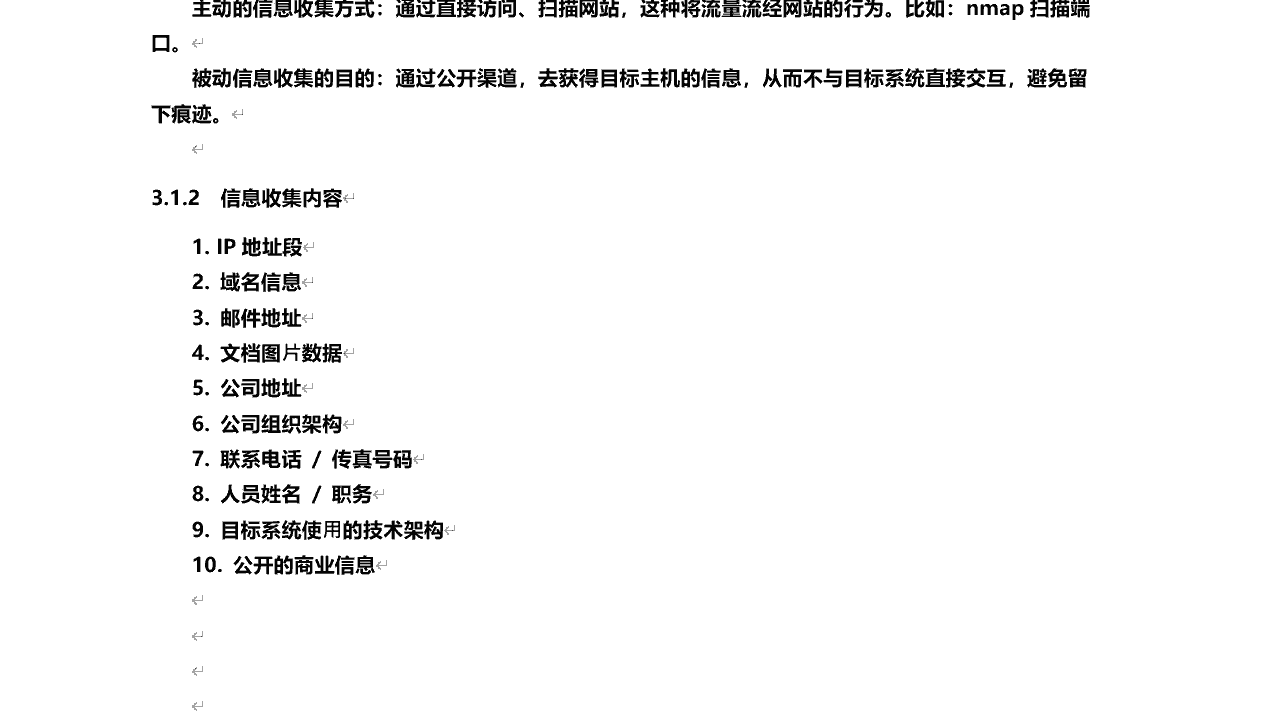 主动的信息收集方式：通过直接访问、扫描网站，这种将流量流经网站的行为。比如：nmap 扫描端
口。
被动信息收集的目的：通过公开渠道，去获得目标主机的信息，从而不与目标系统直接交互，避免留
下痕迹。
3.1.2 信息收集内容
1. IP 地址段
2. 域名信息
3. 邮件地址
4. 文档图片数据
5. 公司地址
6. 公司组织架构
7. 联系电话 / 传真号码
8. 人员姓名 / 职务
9. 目标系统使用的技术架构
10. 公开的商业信息